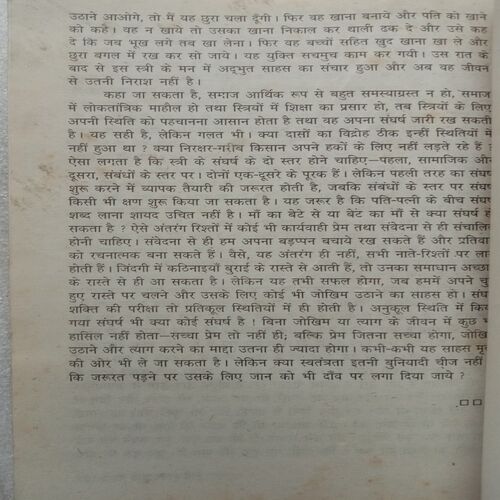 उठाने आओगे, तो मैं यह छुरा चला दूँगी। फिर वह खाना बनाये और पति को खाने
को कहे। वह न खाये तो उसका खाना निकाल कर थाली ढक दे और उसे कह
दे कि जब भूख लगे तब खा लेना। फिर वह बच्चों सहित खुद खाना खा ले और
छुरा बगल में रख कर सो जाये। यह युक्ति सचमुच काम कर गयी। उस रात के
बाद से इस स्त्री के मन में अद्भुत साहस का संचार हुआ और अब वह जीवन
से उतनी निराश नहीं है।
कहा जा सकता है, समाज आर्थिक रूप से बहुत समस्याग्रस्त न हो, समाज
में लोकतांत्रिक माहौल हो तथा स्त्रियों में शिक्षा का प्रसार हो, तब स्त्रियों के लिए
अपनी स्थिति को पहचानना आसान होता है तथा वह अपना संघर्ष जारी रख सकती
है। यह सही है, लेकिन गलत भी। क्या दासों का विद्रोह ठीक इन्हीं स्थितियों में
नहीं हुआ था ? क्या निरक्षर-गरीब किसान अपने हकों के लिए नहीं लड़ते रहे हैं ?
ऐसा लगता है कि स्त्री के संघर्ष के दो स्तर होने चाहिए—पहला, सामाजिक और
दूसरा, संबंधों के स्तर पर। दोनों एक-दूसरे के पूरक हैं। लेकिन पहली तरह का संघर्ष
शुरू करने में व्यापक तैयारी की जरूरत होती है, जबकि संबंधों के स्तर पर संघर्ष
किसी भी क्षण शुरू किया जा सकता है। यह जरूर है कि पति-पत्नी के बीच संघर्ष
शब्द लाना शायद उचित नहीं है। माँ का बेटे से या बेटे का माँ से क्या संघर्ष हो
सकता है ? ऐसे अंतरंग रिश्तों में कोई भी कार्यवाही प्रेम तथा संवेदना से ही संचालित
होनी चाहिए। संवेदना से ही हम अपना बड़प्पन बचाये रख सकते हैं और प्रतिवाद
को रचनात्मक बना सकते हैं। वैसे, यह अंतरंग ही नहीं, सभी नाते-रिश्तों पर लागू
होती हैं। जिंदगी में कठिनाइयाँ बुराई के रास्ते से आती हैं, तो उनका समाधान अच्छाई
के रास्ते से ही आ सकता है। लेकिन यह तभी सफल होगा, जब हममें अपने चुने
हुए रास्ते पर चलने और उसके लिए कोई भी जोखिम उठाने का साहस हो। संघर्ष
शक्ति की परीक्षा तो प्रतिकूल स्थितियों में ही होती है। अनुकूल स्थिति में किया
गया संघर्ष भी क्या कोई संघर्ष है ! बिना जोखिम या त्याग के जीवन में कुछ भी
हासिल नहीं होता—सच्चा प्रेम तो नहीं ही; बल्कि प्रेम जितना सच्चा होगा, जोखिम
उठाने और त्याग करने का माद्दा उतना ही ज्यादा होगा। कभी-कभी यह साहस मृत्यु
की ओर भी ले जा सकता है। लेकिन क्या स्वतंत्रता इतनी बुनियादी चीज नहीं
कि जरूरत पड़ने पर उसके लिए जान को भी दाँव पर लगा दिया जाये ?